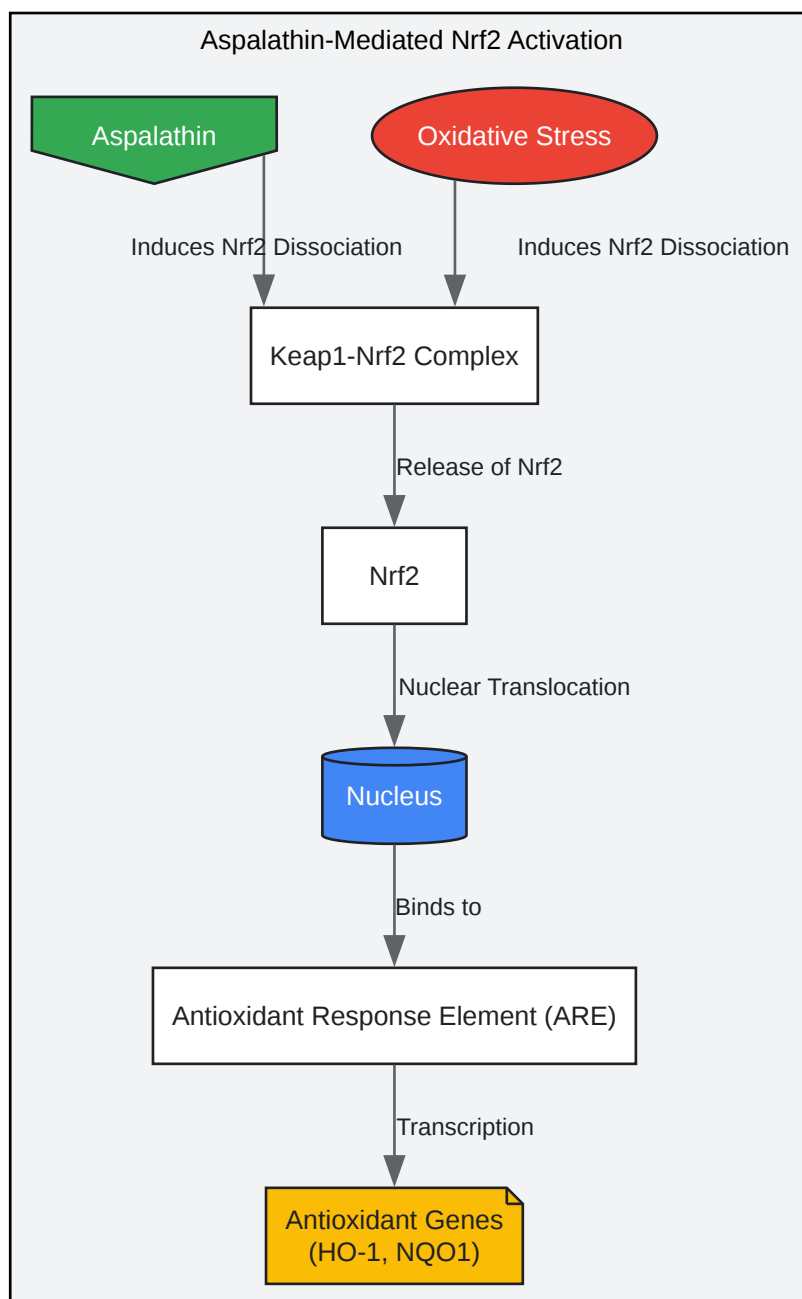 Aspalathin-Mediated Nrf2 Activation
Aspalathin
Oxidative Stress
Induces Nrf2 Dissociation
Induces Nrf2 Dissociation
Keap1-Nrf2 Complex
Release of Nrf2
Nrf2
Nuclear Translocation
Nucleus
Binds to
Antioxidant Response Element (ARE)
Transcription
Antioxidant Genes
(HO-1, NQO1)